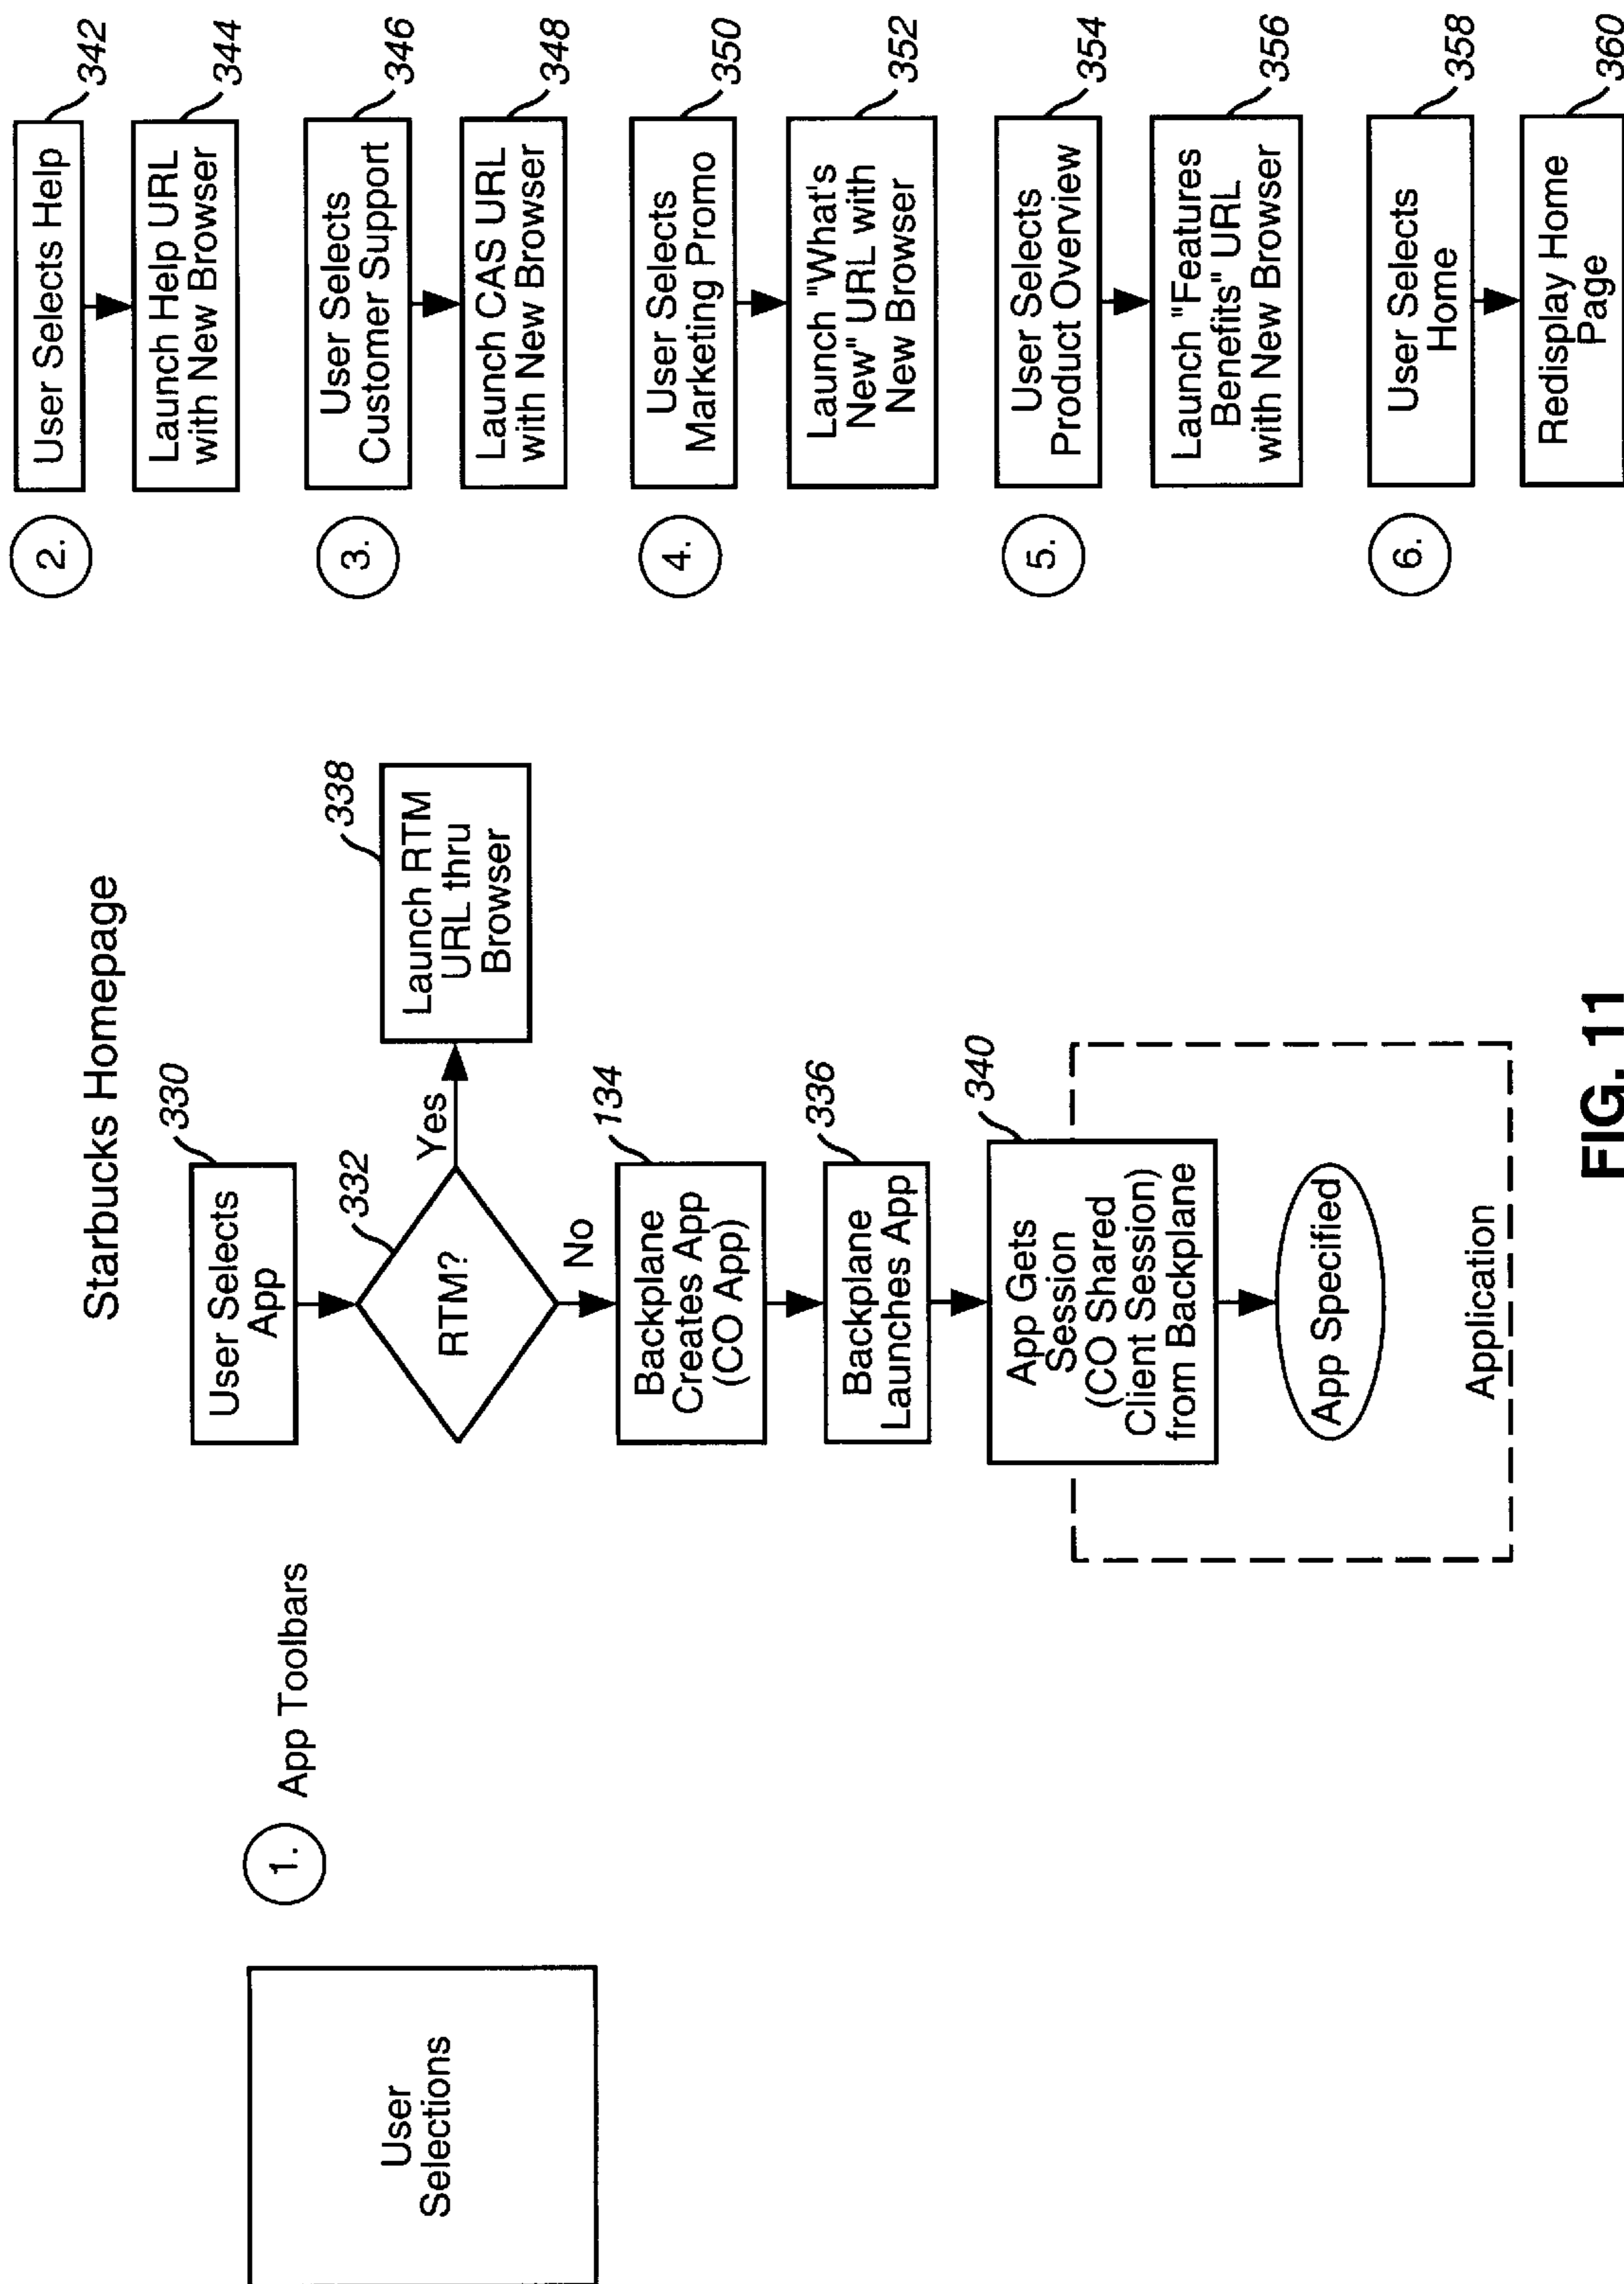 Starbucks Homepage
User
Selections
1.
App Toolbars
330
User Selects
App
332
RTM?
Yes
338
Launch RTM
URL thru
Browser
No
134
Backplane
Creates App
(CO App)
336
Backplane
Launches App
340
App Gets
Session
(CO Shared
Client Session)
from Backplane
App Specified
Application
2.
User Selects Help
342
Launch Help URL
with New Browser
344
3.
User Selects
Customer Support
346
Launch CAS URL
with New Browser
348
4.
User Selects
Marketing Promo
350
Launch "What's
New" URL with
New Browser
352
5.
User Selects
Product Overview
354
Launch "Features
Benefits" URL
with New Browser
356
6.
User Selects
Home
358
Redisplay Home
Page
360
FIG. 11